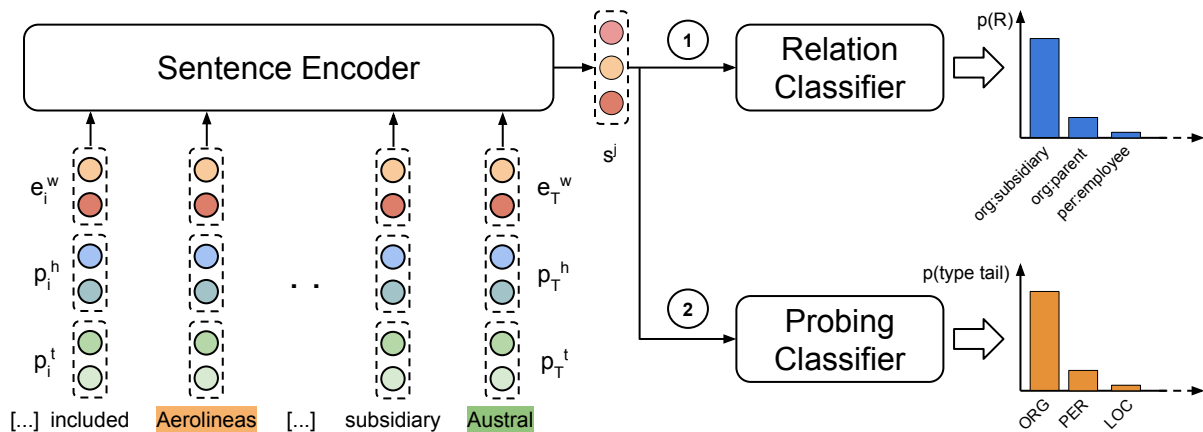 Sentence Encoder
1
Relation
Classifier
p(R)
org:subsidiary
org:parent
per:employee
s^j
e_i^w
e_T^w
p_i^h
. .
p_T^h
p_i^t
p_T^t
2
Probing
Classifier
p(type tail)
ORG
PER
LOC
[...] included Aerolineas [...] subsidiary Austral